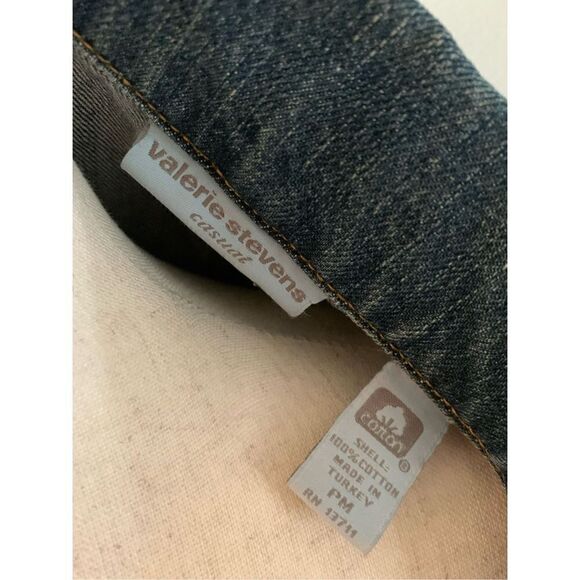 valerie stevens
casual
cotton ®
SHELL:
100%COTTON
MADE IN
TURKEY
PM
RN 13711